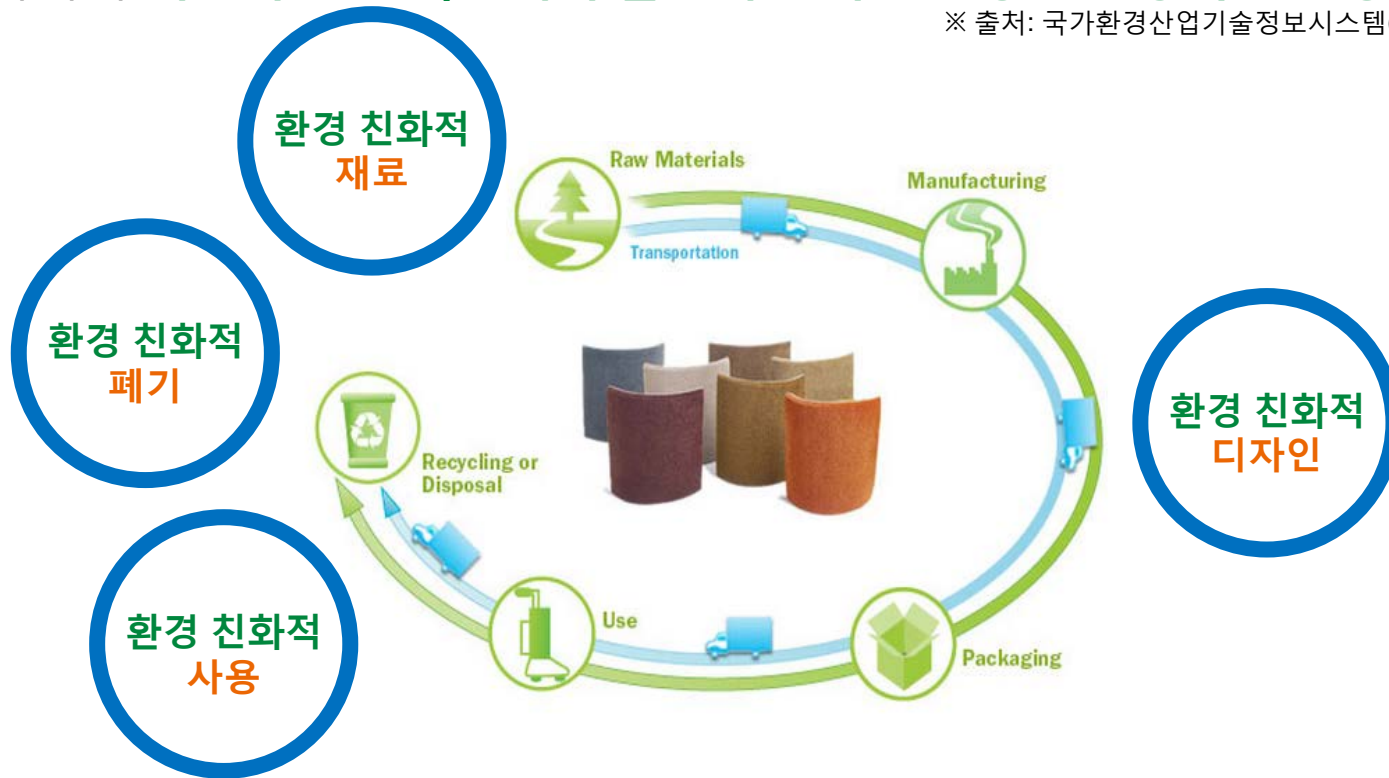 ※ 출처: 국가환경산업기술정보시스템
환경 친화적
재료
Raw Materials
Manufacturing
Transportation
환경 친화적
폐기
환경 친화적
디자인
Recycling or
Disposal
Use
환경 친화적
사용
Packaging